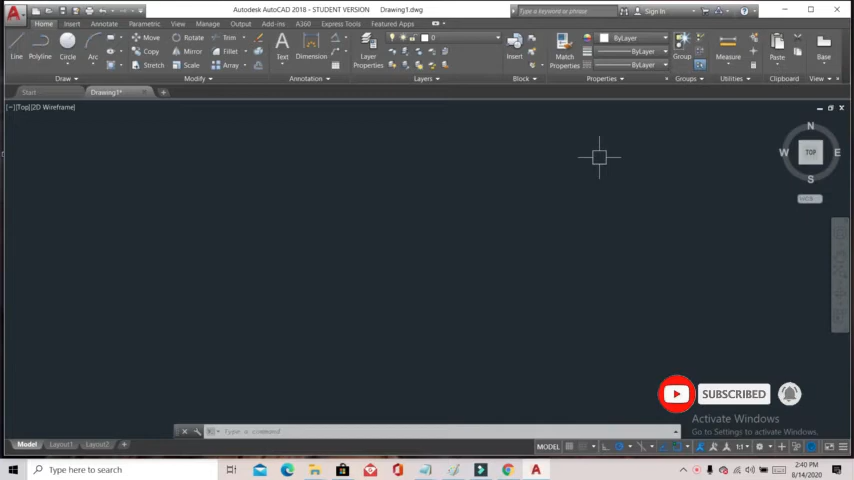 Autodesk AutoCAD 2018 - STUDENT VERSION Drawing1.dwg
Type a keyword or phrase
Sign In
Home Insert Annotate Parametric View Manage Output Add-ins A360 Express Tools Featured Apps
Line Polyline Circle Arc
Move Rotate Trim
Copy Mirror Fillet
Stretch Scale Array
Text Dimension
Layer Properties
0
Insert
Match Properties
ByLayer
ByLayer
ByLayer
Group
Measure
Paste
Base
Draw Modify Annotation Layers Block Properties Groups Utilities Clipboard View
Start Drawing1*
[−][Top][2D Wireframe]
N
W TOP E
S
WCS
SUBSCRIBED
Activate Windows
Go to Settings to activate Windows.
Type a command
Model Layout1 Layout2 +
MODEL
1:1
Type here to search
2:40 PM
8/14/2020